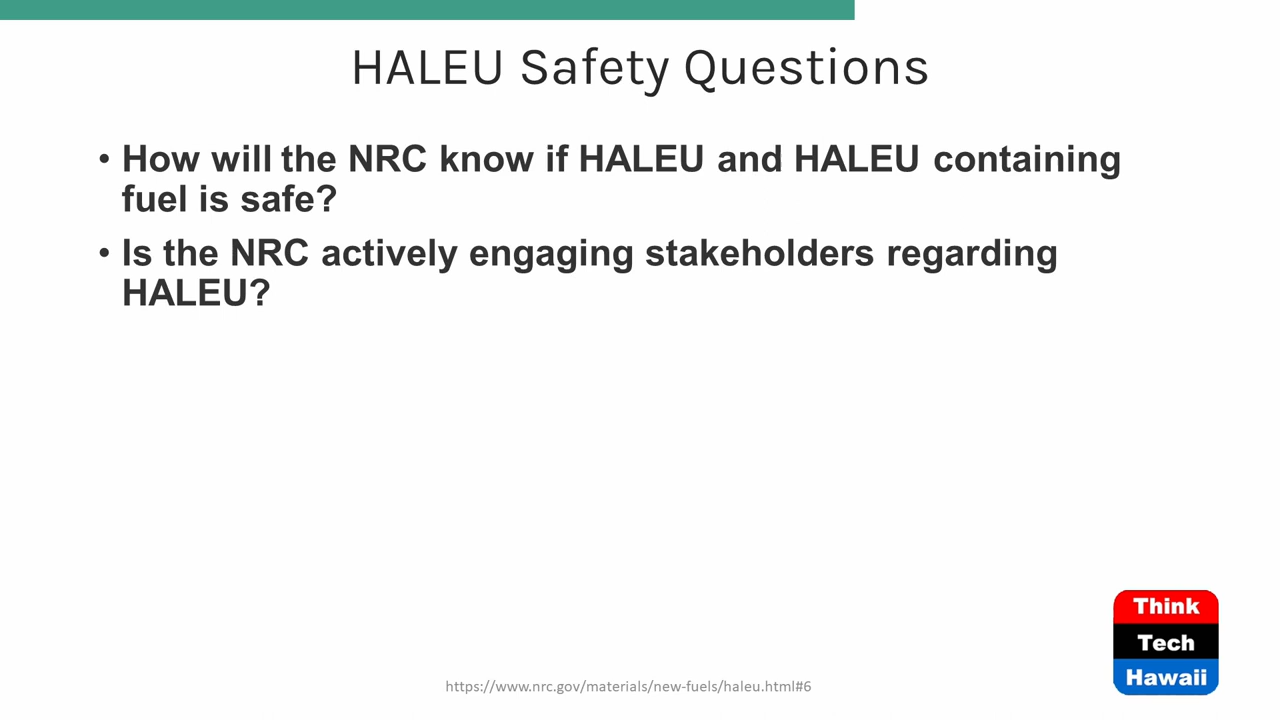 HALEU Safety Questions
• How will the NRC know if HALEU and HALEU containing
fuel is safe?
• Is the NRC actively engaging stakeholders regarding
HALEU?
Think
Tech
Hawaii
https://www.nrc.gov/materials/new-fuels/haleu.html#6